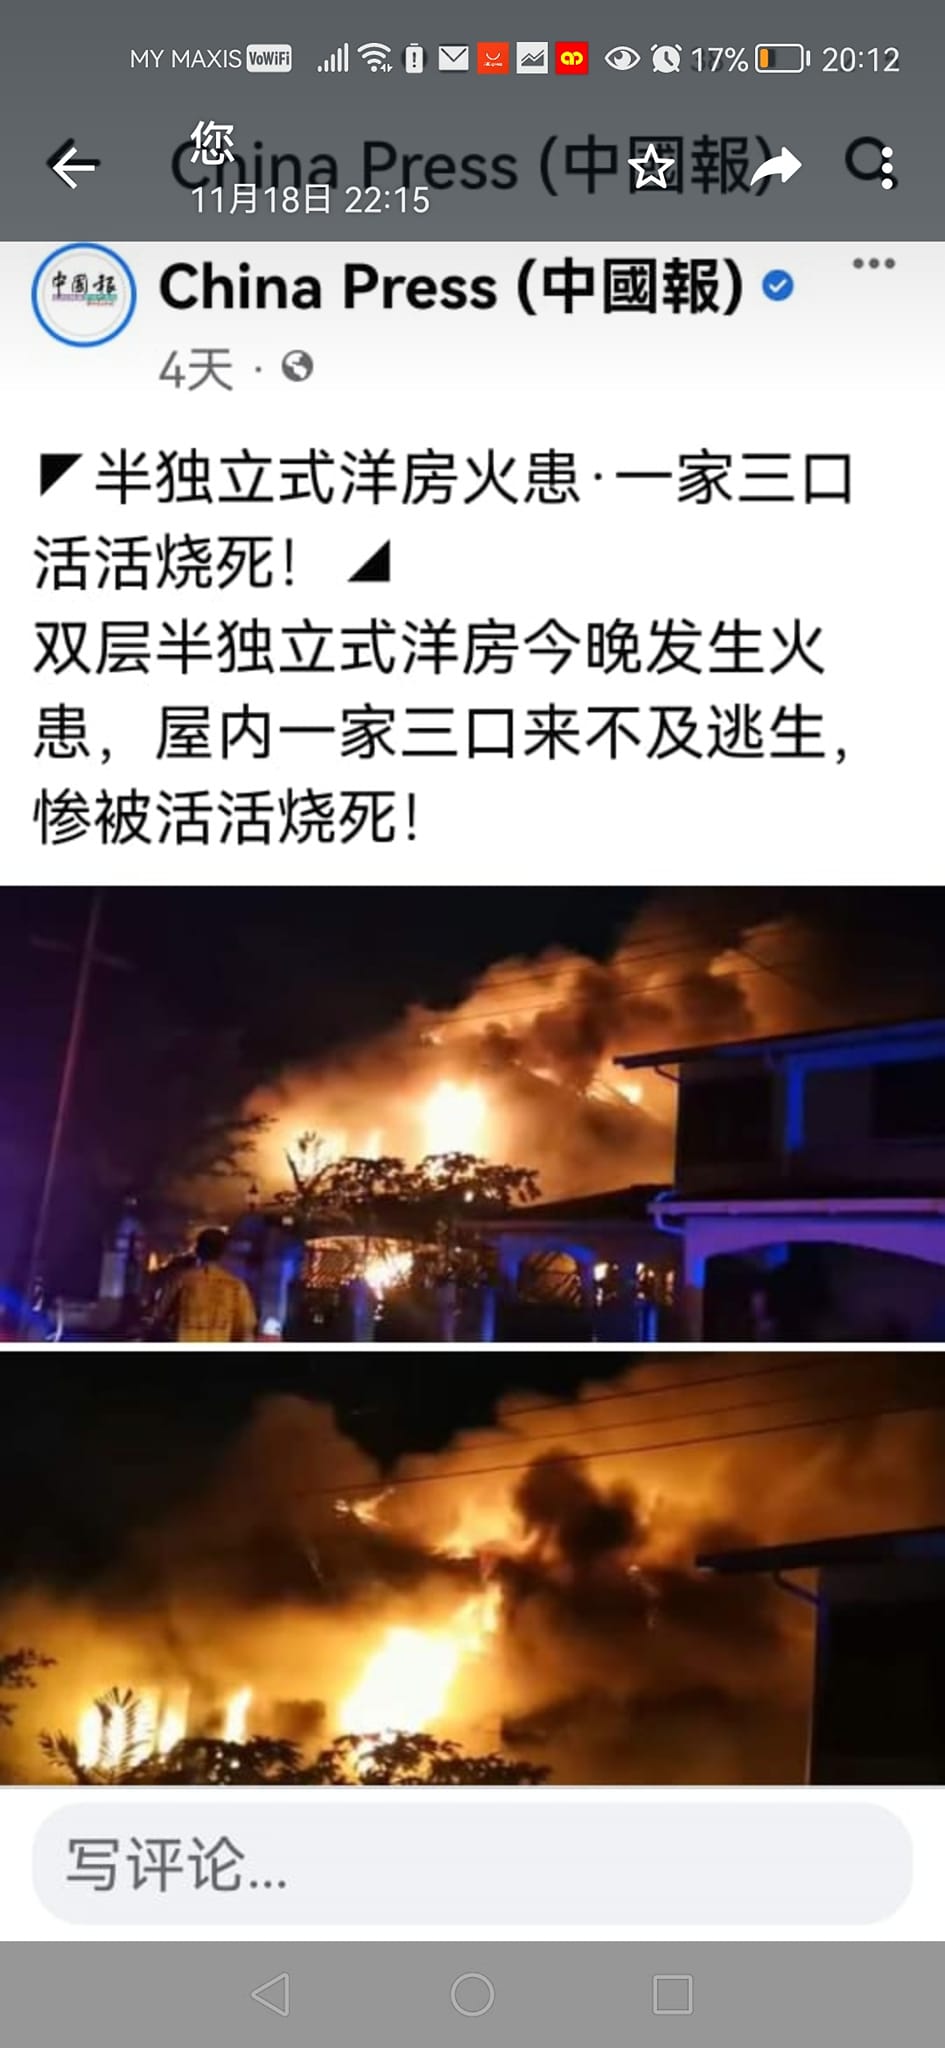 MY MAXIS VoWiFi 17% 20:12
China Press (中國報)
您
11月18日 22:15
中國報
China Press (中國報)
4天 ·
◤半独立式洋房火患·一家三口
活活烧死！◢
双层半独立式洋房今晚发生火
患，屋内一家三口来不及逃生，
惨被活活烧死！
写评论...